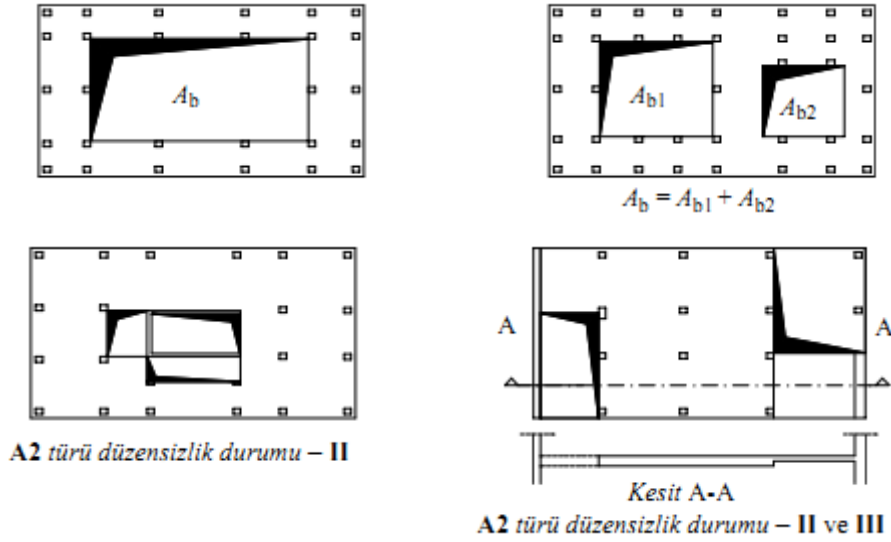 A_b
A_b1
A_b2
A_b = A_b1 + A_b2
A2 türü düzensizlik durumu – II
A
A
Kesit A-A
A2 türü düzensizlik durumu – II ve III